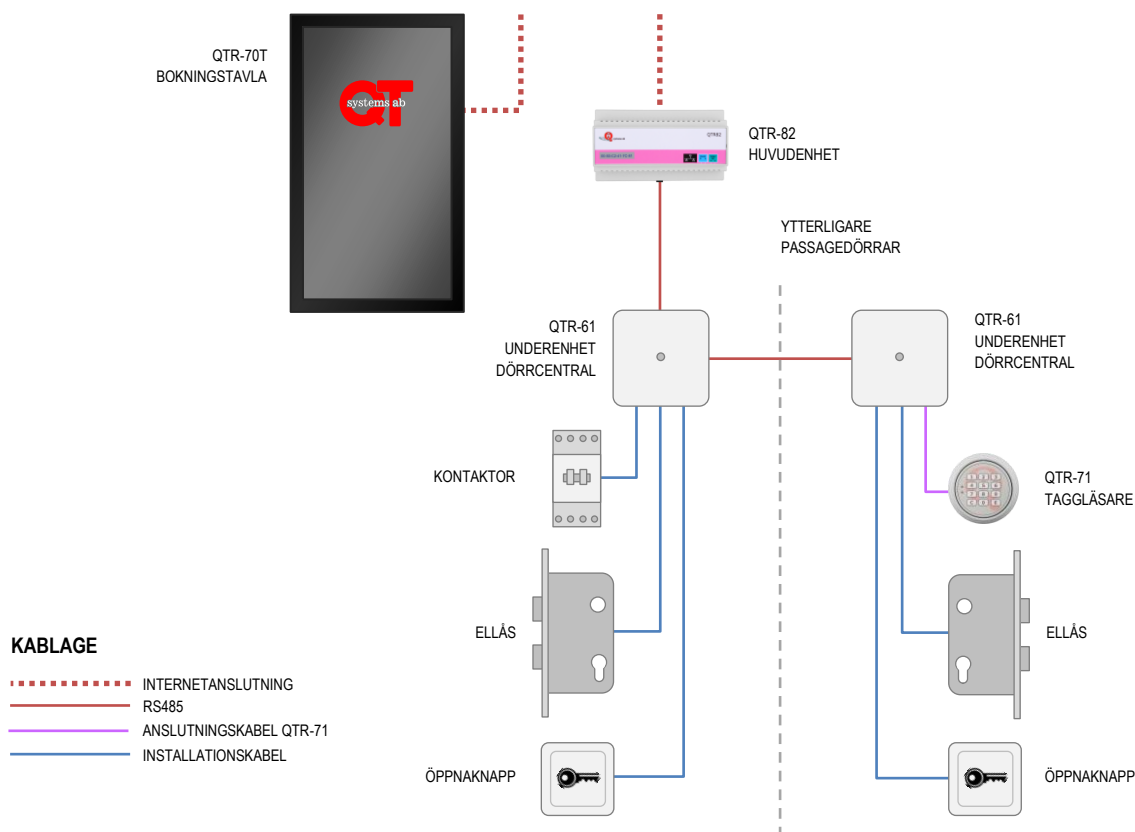 QTR-70T
BOKNINGSTAVLA
QT
systems ab
QTR82
QTR-82
HUVUDENHET
YTTERLIGARE
PASSAGEDÖRRAR
QTR-61
UNDERENHET
DÖRRCENTRAL
QTR-61
UNDERENHET
DÖRRCENTRAL
KONTAKTOR
QTR-71
TAGGLÄSARE
ELLÅS
ELLÅS
KABLAGE
INTERNETANSLUTNING
RS485
ANSLUTNINGSKABEL QTR-71
INSTALLATIONSKABEL
ÖPPNAKNAPP
ÖPPNAKNAPP